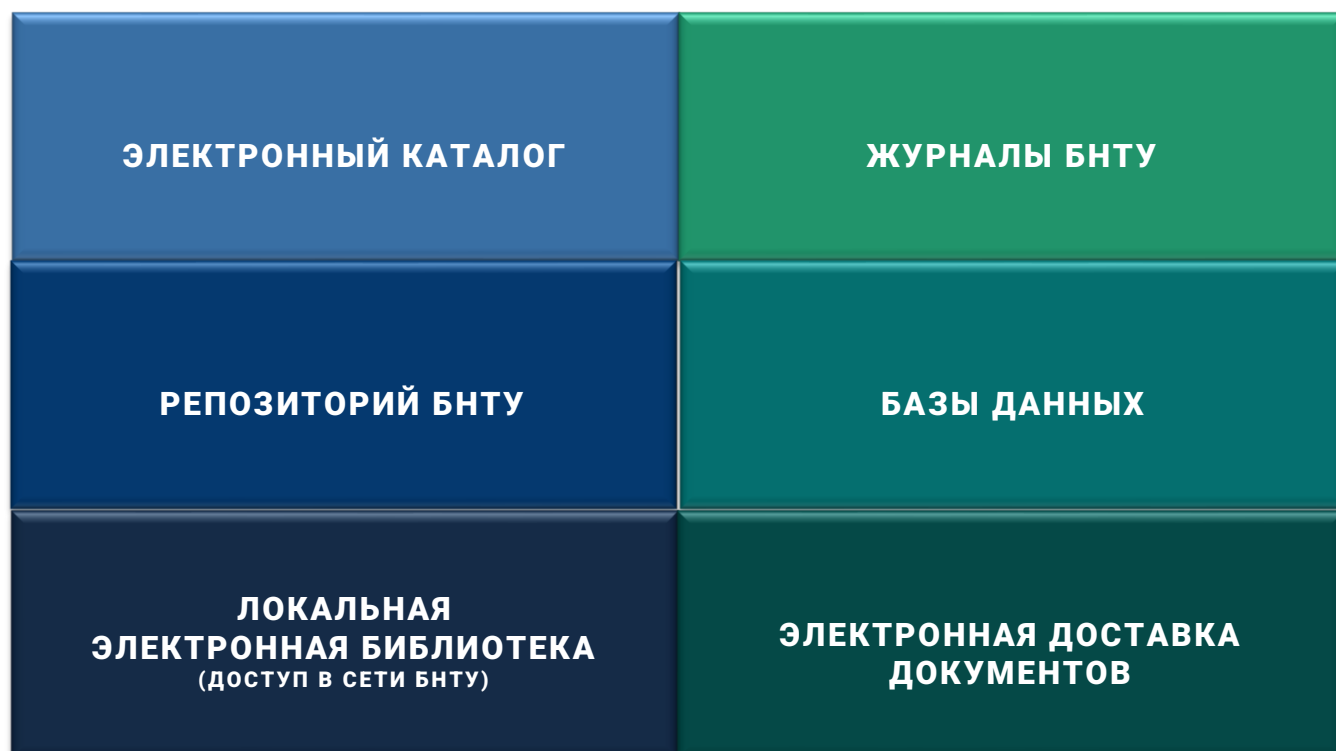 ЭЛЕКТРОННЫЙ КАТАЛОГ
ЖУРНАЛЫ БНТУ
РЕПОЗИТОРИЙ БНТУ
БАЗЫ ДАННЫХ
ЛОКАЛЬНАЯ
ЭЛЕКТРОННАЯ БИБЛИОТЕКА
(ДОСТУП В СЕТИ БНТУ)
ЭЛЕКТРОННАЯ ДОСТАВКА
ДОКУМЕНТОВ